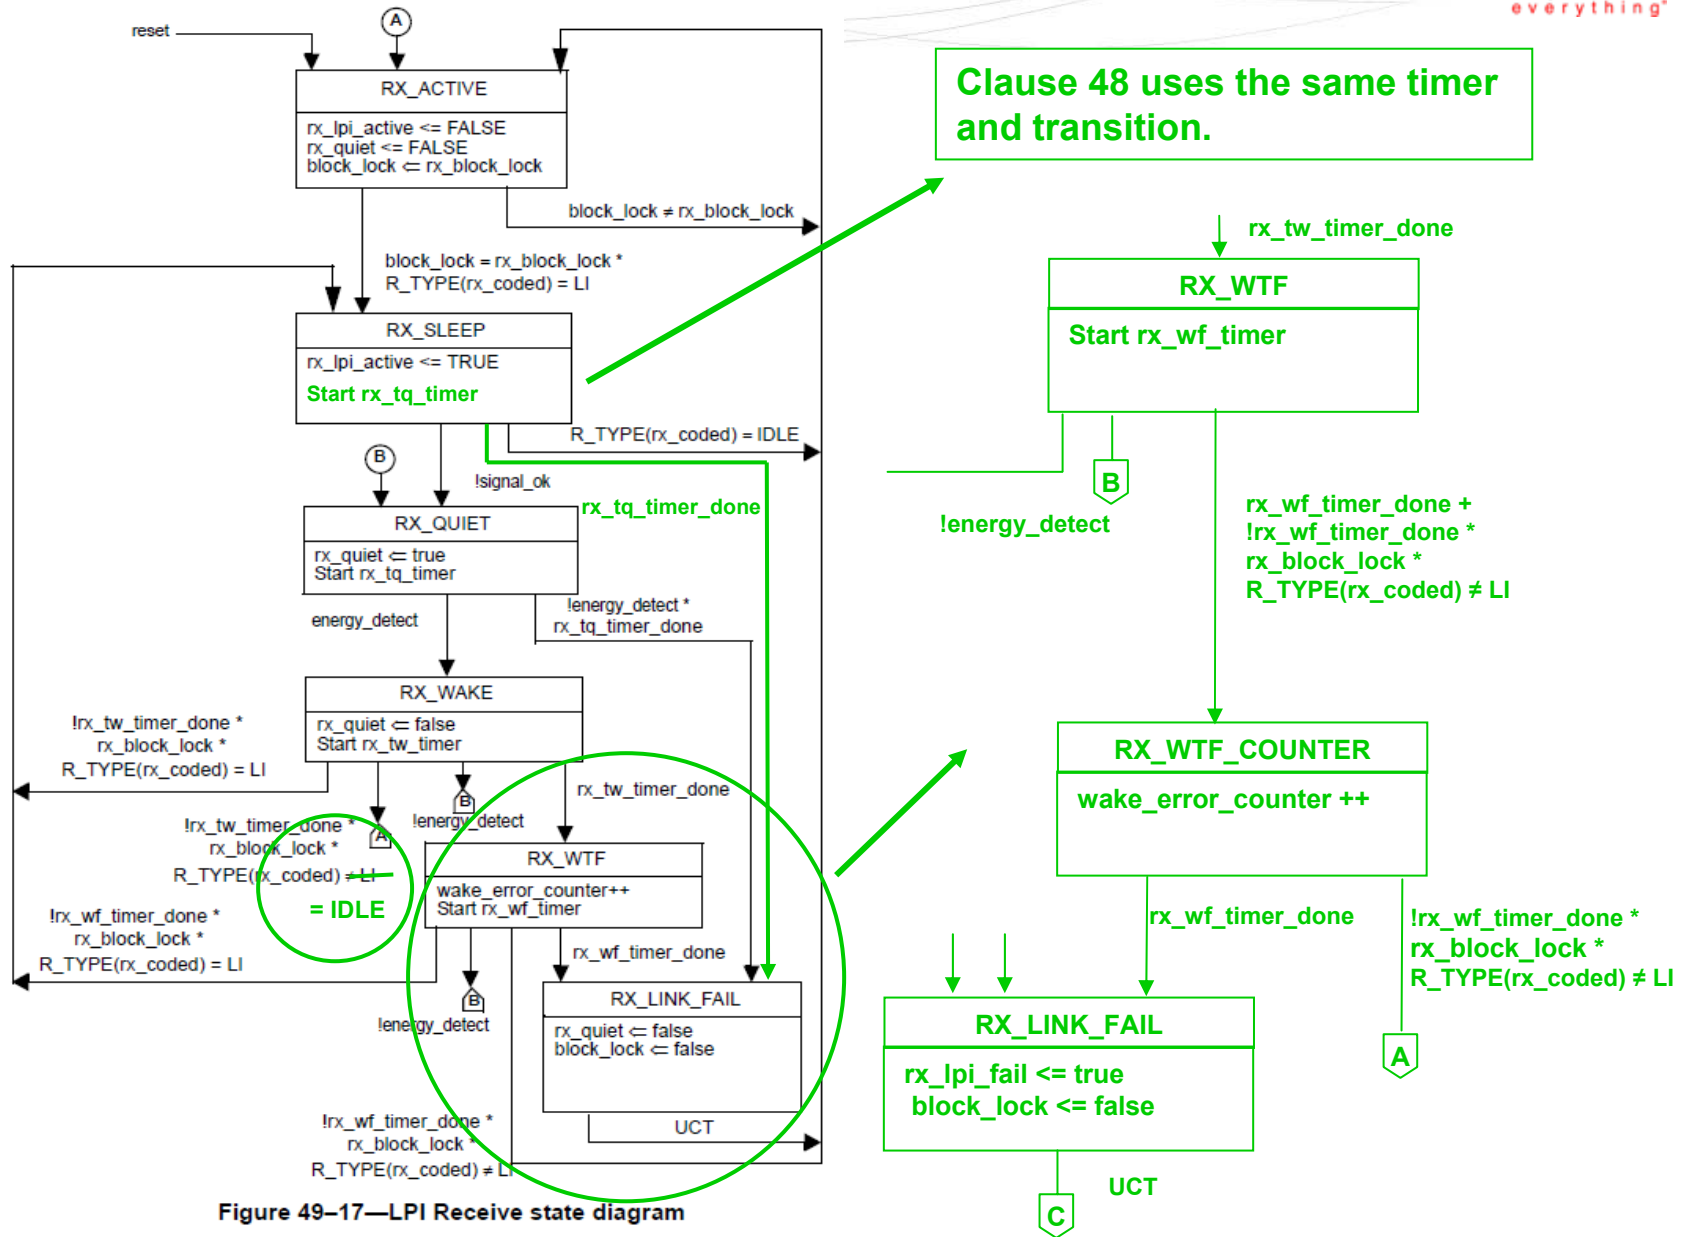 everything"
reset
A
RX_ACTIVE
rx_lpi_active <= FALSE
rx_quiet <= FALSE
block_lock ⇐ rx_block_lock
block_lock ≠ rx_block_lock
block_lock = rx_block_lock *
R_TYPE(rx_coded) = LI
RX_SLEEP
rx_lpi_active <= TRUE
Start rx_tq_timer
R_TYPE(rx_coded) = IDLE
B
!signal_ok
rx_tq_timer_done
RX_QUIET
rx_quiet ⇐ true
Start rx_tq_timer
energy_detect
!energy_detect *
rx_tq_timer_done
RX_WAKE
rx_quiet ⇐ false
Start rx_tw_timer
!rx_tw_timer_done *
rx_block_lock *
R_TYPE(rx_coded) = LI
rx_tw_timer_done
B
!energy_detect
A
!rx_tw_timer_done *
rx_block_lock *
R_TYPE(rx_coded) ≠ LI
= IDLE
RX_WTF
wake_error_counter++
Start rx_wf_timer
!rx_wf_timer_done *
rx_block_lock *
R_TYPE(rx_coded) = LI
rx_wf_timer_done
B
!energy_detect
RX_LINK_FAIL
rx_quiet ⇐ false
block_lock ⇐ false
UCT
!rx_wf_timer_done *
rx_block_lock *
R_TYPE(rx_coded) ≠ LI
Figure 49–17—LPI Receive state diagram
Clause 48 uses the same timer
and transition.
rx_tw_timer_done
RX_WTF
Start rx_wf_timer
B
!energy_detect
rx_wf_timer_done +
!rx_wf_timer_done *
rx_block_lock *
R_TYPE(rx_coded) ≠ LI
RX_WTF_COUNTER
wake_error_counter ++
rx_wf_timer_done
!rx_wf_timer_done *
rx_block_lock *
R_TYPE(rx_coded) ≠ LI
RX_LINK_FAIL
rx_lpi_fail <= true
block_lock <= false
A
UCT
C